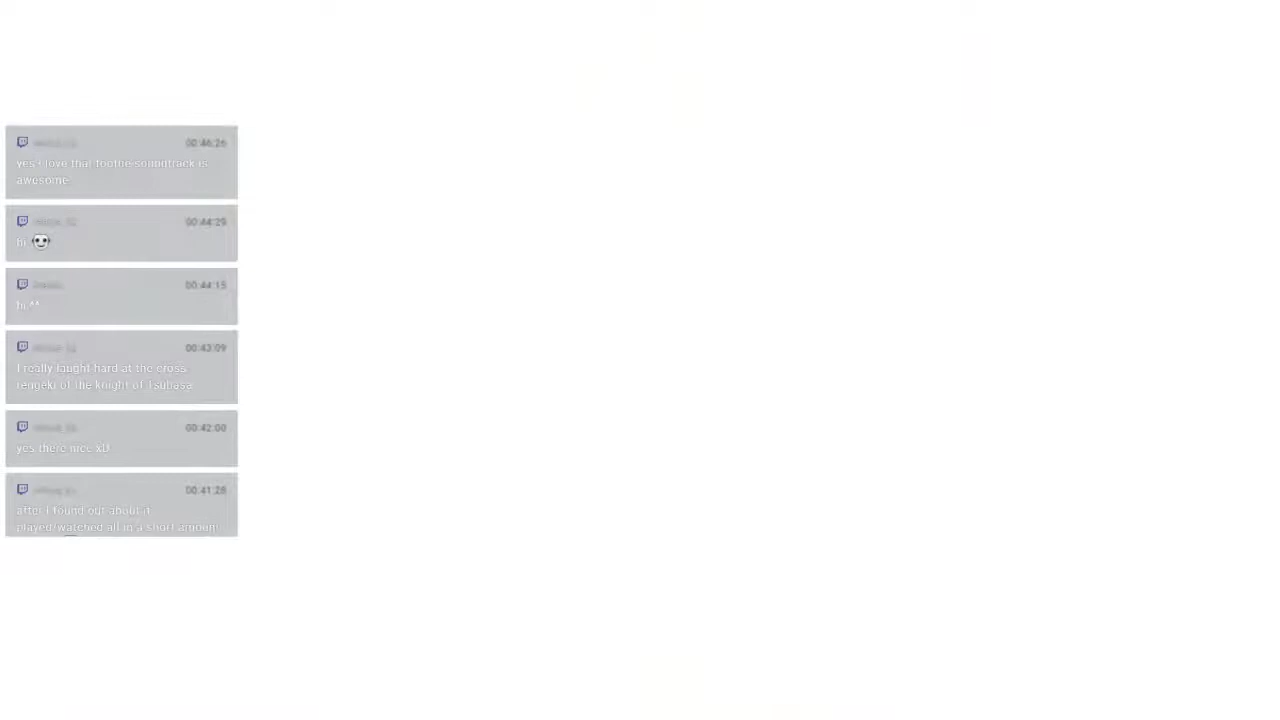 00:46:26
yes i love that footie soundtrack is
awesome
00:44:29
hi
00:44:15
hi ^^
00:43:09
I really laught hard at the cross
rengeki of the knight of Tsubasa
00:42:00
yes there nice xD
00:41:28
after I found out about it
played/watched all in a short amount